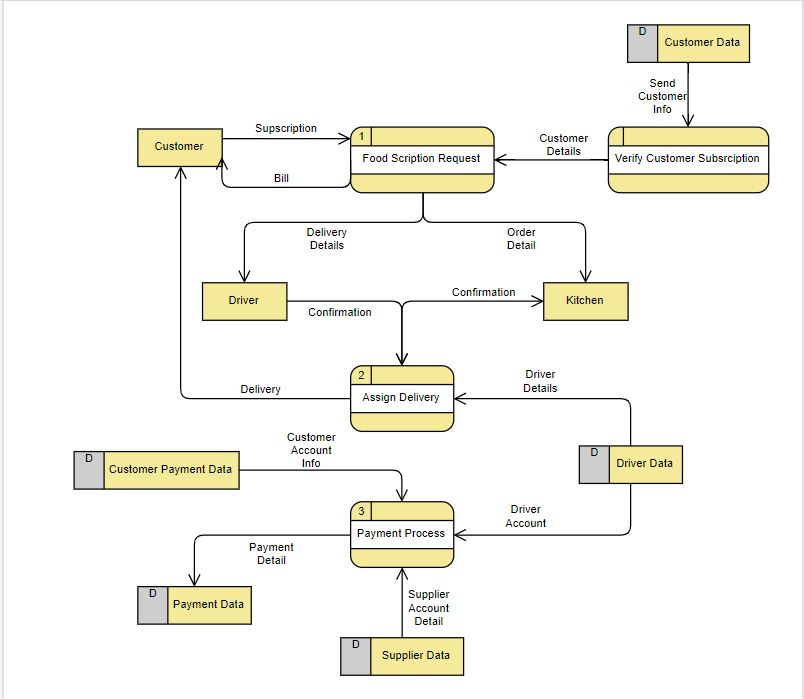 D
Customer Data
Send
Customer
Info
Customer
Supscription
1
Food Scription Request
Customer
Details
Verify Customer Subsrciption
Bill
Delivery
Details
Order
Detail
Driver
Confirmation
Confirmation
Kitchen
2
Assign Delivery
Delivery
Driver
Details
Customer
Account
Info
D
Customer Payment Data
D
Driver Data
3
Payment Process
Driver
Account
Payment
Detail
D
Payment Data
Supplier
Account
Detail
D
Supplier Data